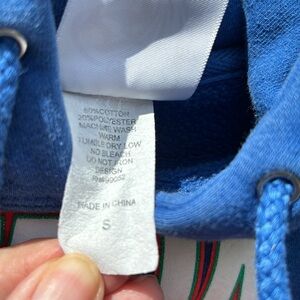 80%COTTON
20%POLYESTER
MACHINE WASH
WARM
TUMBLE DRY LOW
NO BLEACH
DO NOT IRON
DESIGN
MADE IN CHINA
S